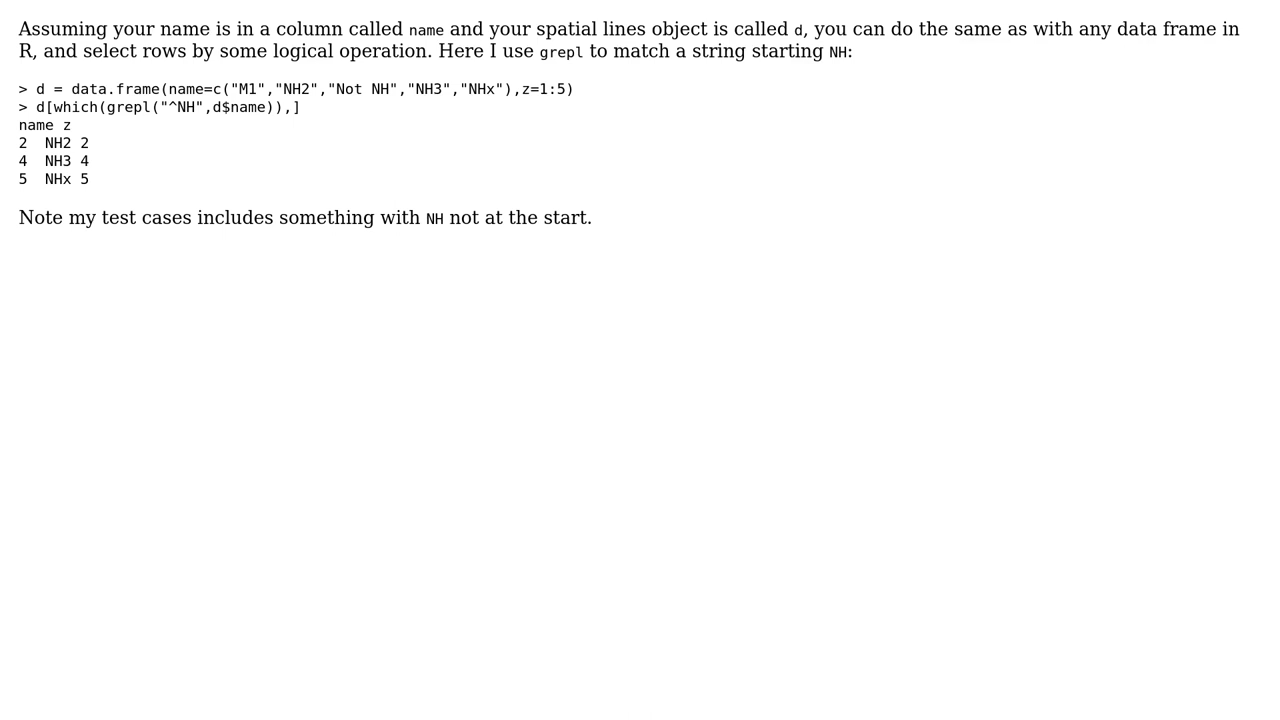 Assuming your name is in a column called name and your spatial lines object is called d, you can do the same as with any data frame in
R, and select rows by some logical operation. Here I use grepl to match a string starting NH:
> d = data.frame(name=c("M1","NH2","Not NH","NH3","NHx"),z=1:5)
> d[which(grepl("^NH",d$name)),]
name z
2  NH2 2
4  NH3 4
5  NHx 5
Note my test cases includes something with NH not at the start.